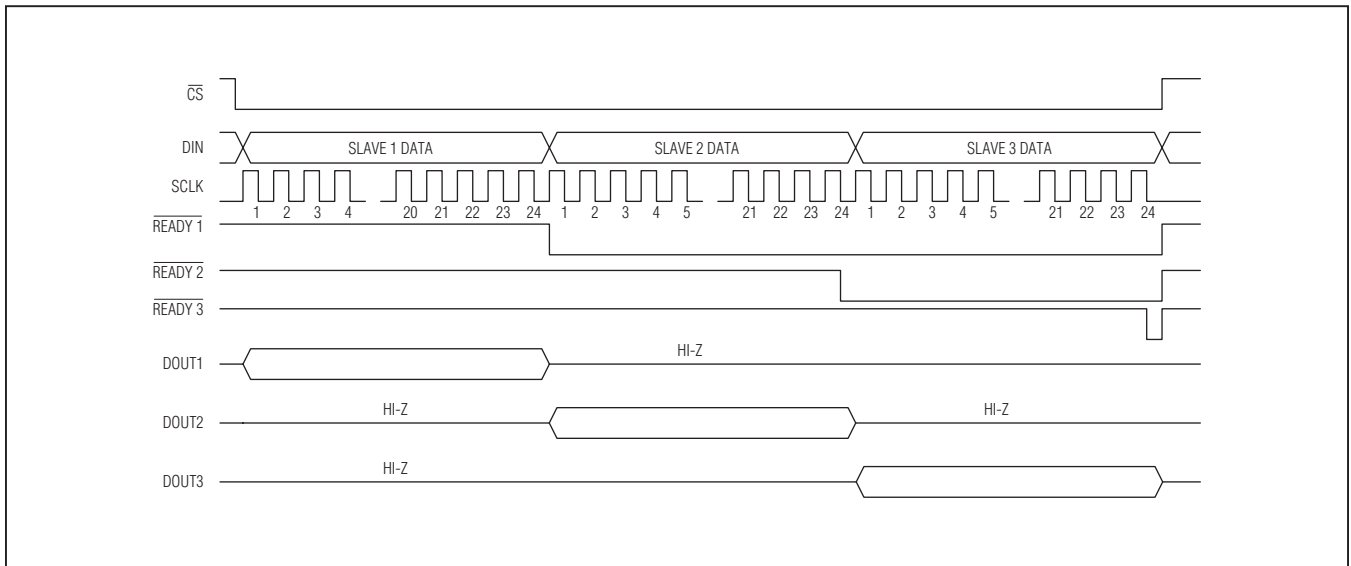 CS
DIN SLAVE 1 DATA SLAVE 2 DATA SLAVE 3 DATA
SCLK
1 2 3 4 20 21 22 23 24 1 2 3 4 5 21 22 23 24 1 2 3 4 5 21 22 23 24
READY 1
READY 2
READY 3
DOUT1 HI-Z
DOUT2 HI-Z HI-Z
DOUT3 HI-Z